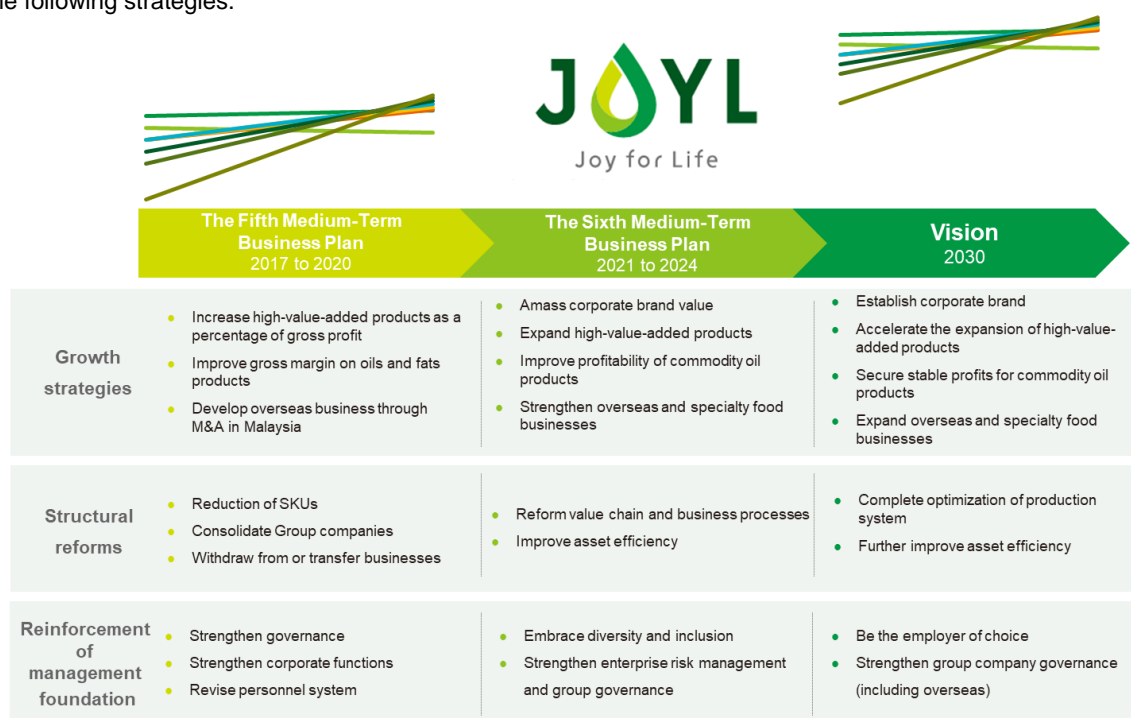 ne following strategies.
JOYL
Joy for Life
The Fifth Medium-Term
Business Plan
2017 to 2020
The Sixth Medium-Term
Business Plan
2021 to 2024
Vision
2030
Growth
strategies
● Increase high-value-added products as a
percentage of gross profit
● Improve gross margin on oils and fats
products
● Develop overseas business through
M&A in Malaysia
● Amass corporate brand value
● Expand high-value-added products
● Improve profitability of commodity oil
products
● Strengthen overseas and specialty food
businesses
● Establish corporate brand
● Accelerate the expansion of high-value-
added products
● Secure stable profits for commodity oil
products
● Expand overseas and specialty food
businesses
Structural
reforms
● Reduction of SKUs
● Consolidate Group companies
● Withdraw from or transfer businesses
● Reform value chain and business processes
● Improve asset efficiency
● Complete optimization of production
system
● Further improve asset efficiency
Reinforcement
of
management
foundation
● Strengthen governance
● Strengthen corporate functions
● Revise personnel system
● Embrace diversity and inclusion
● Strengthen enterprise risk management
and group governance
● Be the employer of choice
● Strengthen group company governance
(including overseas)